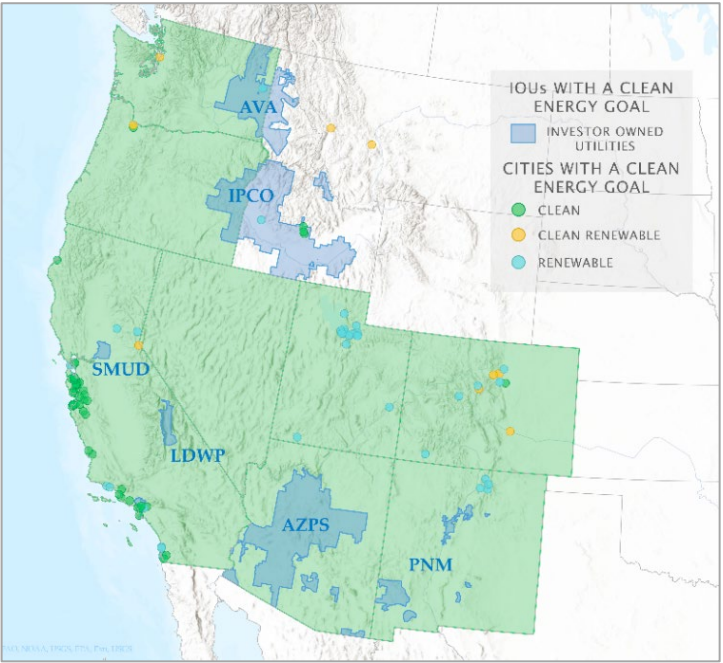 IOUs WITH A CLEAN
ENERGY GOAL
INVESTOR OWNED
UTILITIES
CITIES WITH A CLEAN
ENERGY GOAL
CLEAN
CLEAN RENEWABLE
RENEWABLE
AVA
IPCO
SMUD
LDWP
AZPS
PNM